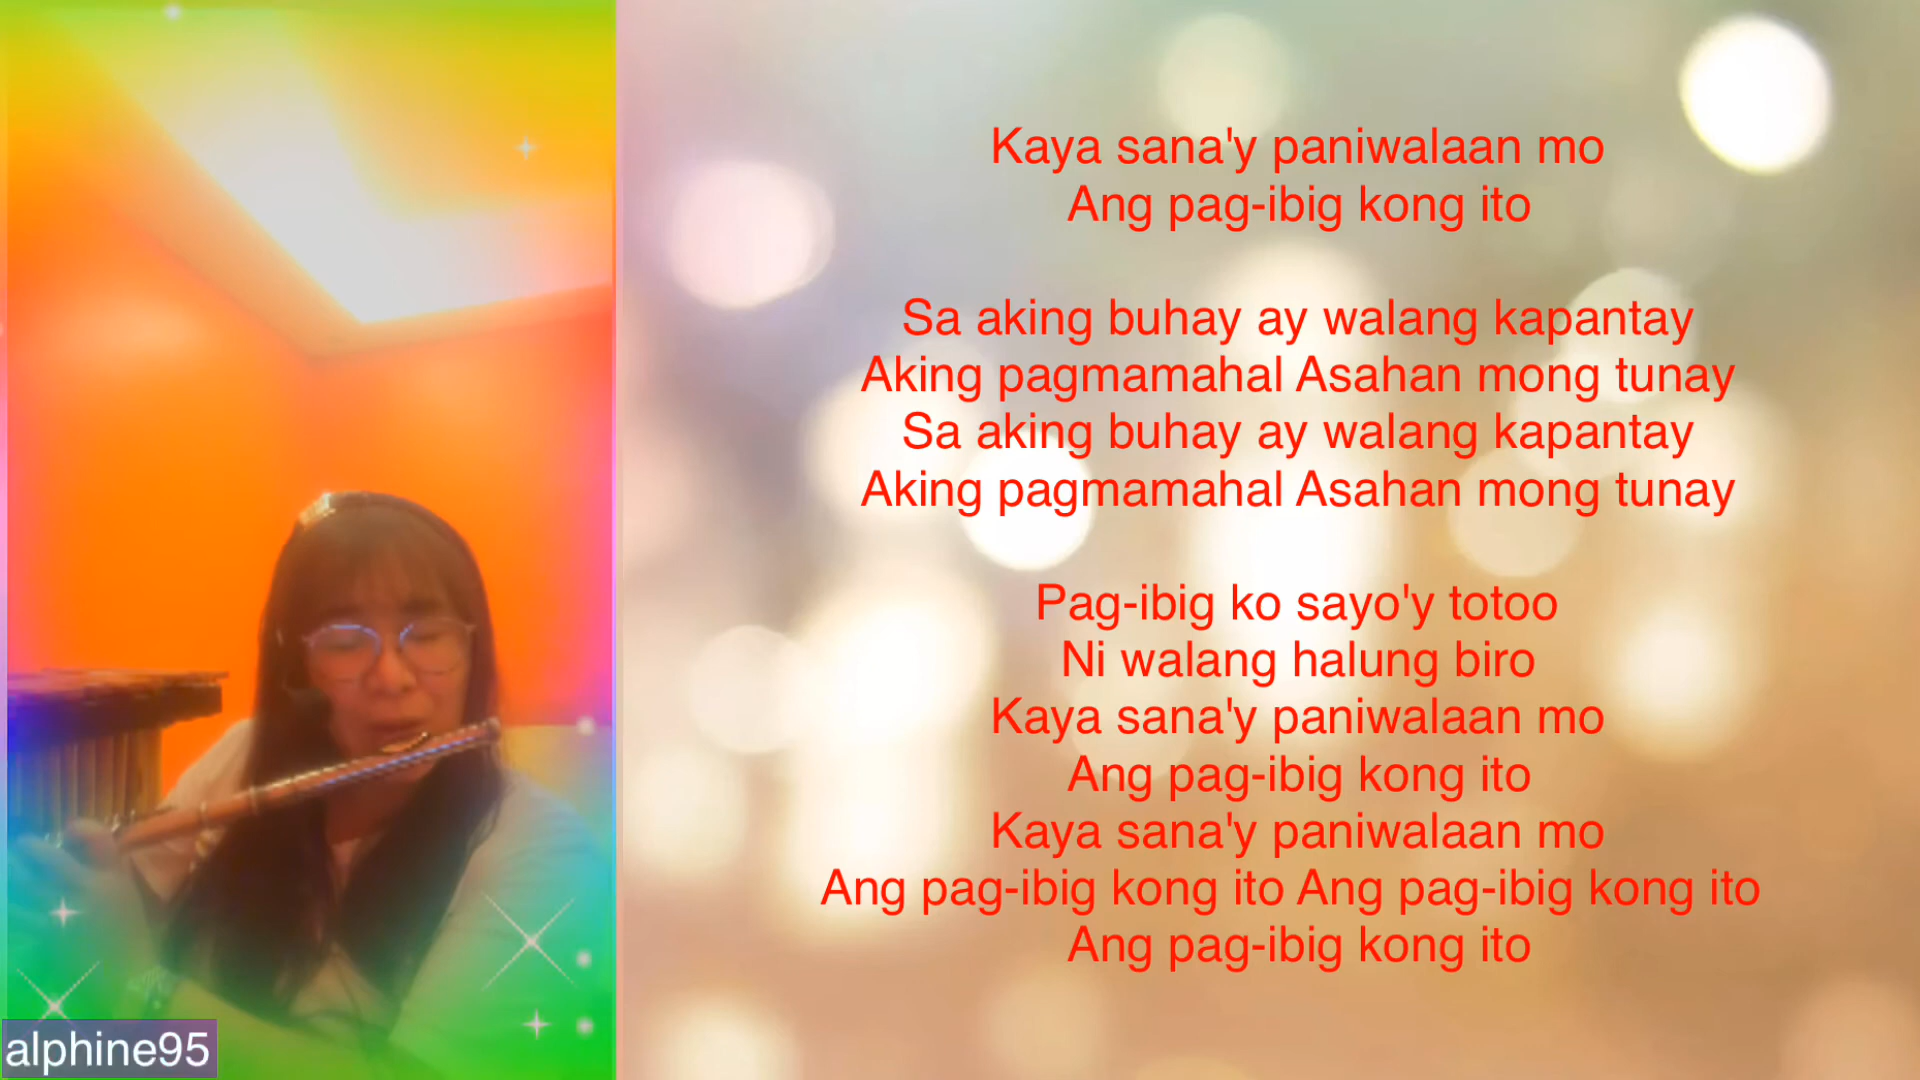 Kaya sana'y paniwalaan mo
Ang pag-ibig kong ito
Sa aking buhay ay walang kapantay
Aking pagmamahal Asahan mong tunay
Sa aking buhay ay walang kapantay
Aking pagmamahal Asahan mong tunay
Pag-ibig ko sayo'y totoo
Ni walang halung biro
Kaya sana'y paniwalaan mo
Ang pag-ibig kong ito
Kaya sana'y paniwalaan mo
Ang pag-ibig kong ito Ang pag-ibig kong ito
Ang pag-ibig kong ito
alphine95